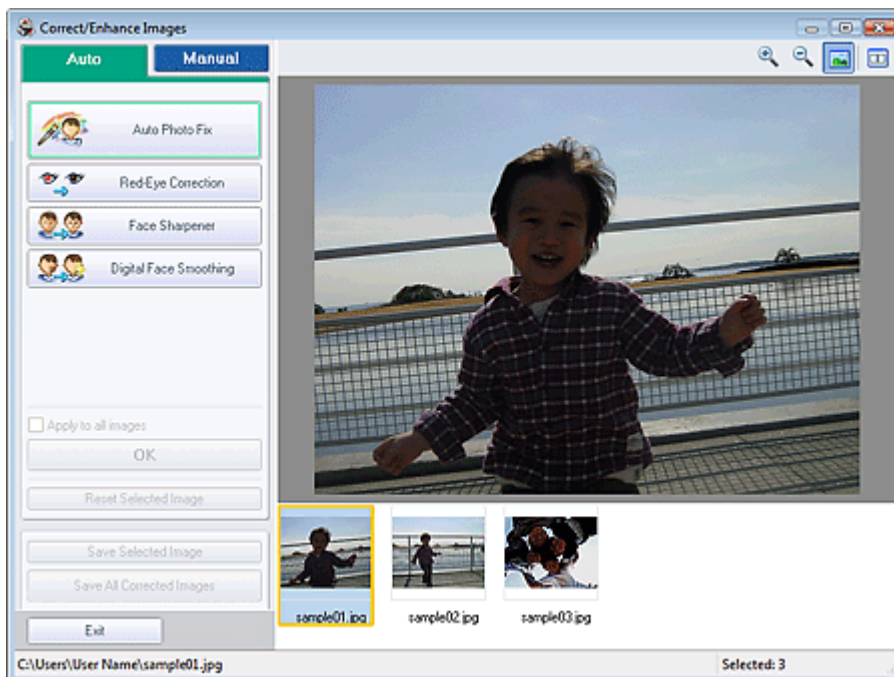 Correct/Enhance Images
Auto
Manual
Auto Photo Fix
Red-Eye Correction
Face Sharpener
Digital Face Smoothing
Apply to all images
OK
Reset Selected Image
Save Selected Image
Save All Corrected Images
Exit
sample01.jpg
sample02.jpg
sample03.jpg
C:\Users\User Name\sample01.jpg
Selected: 3